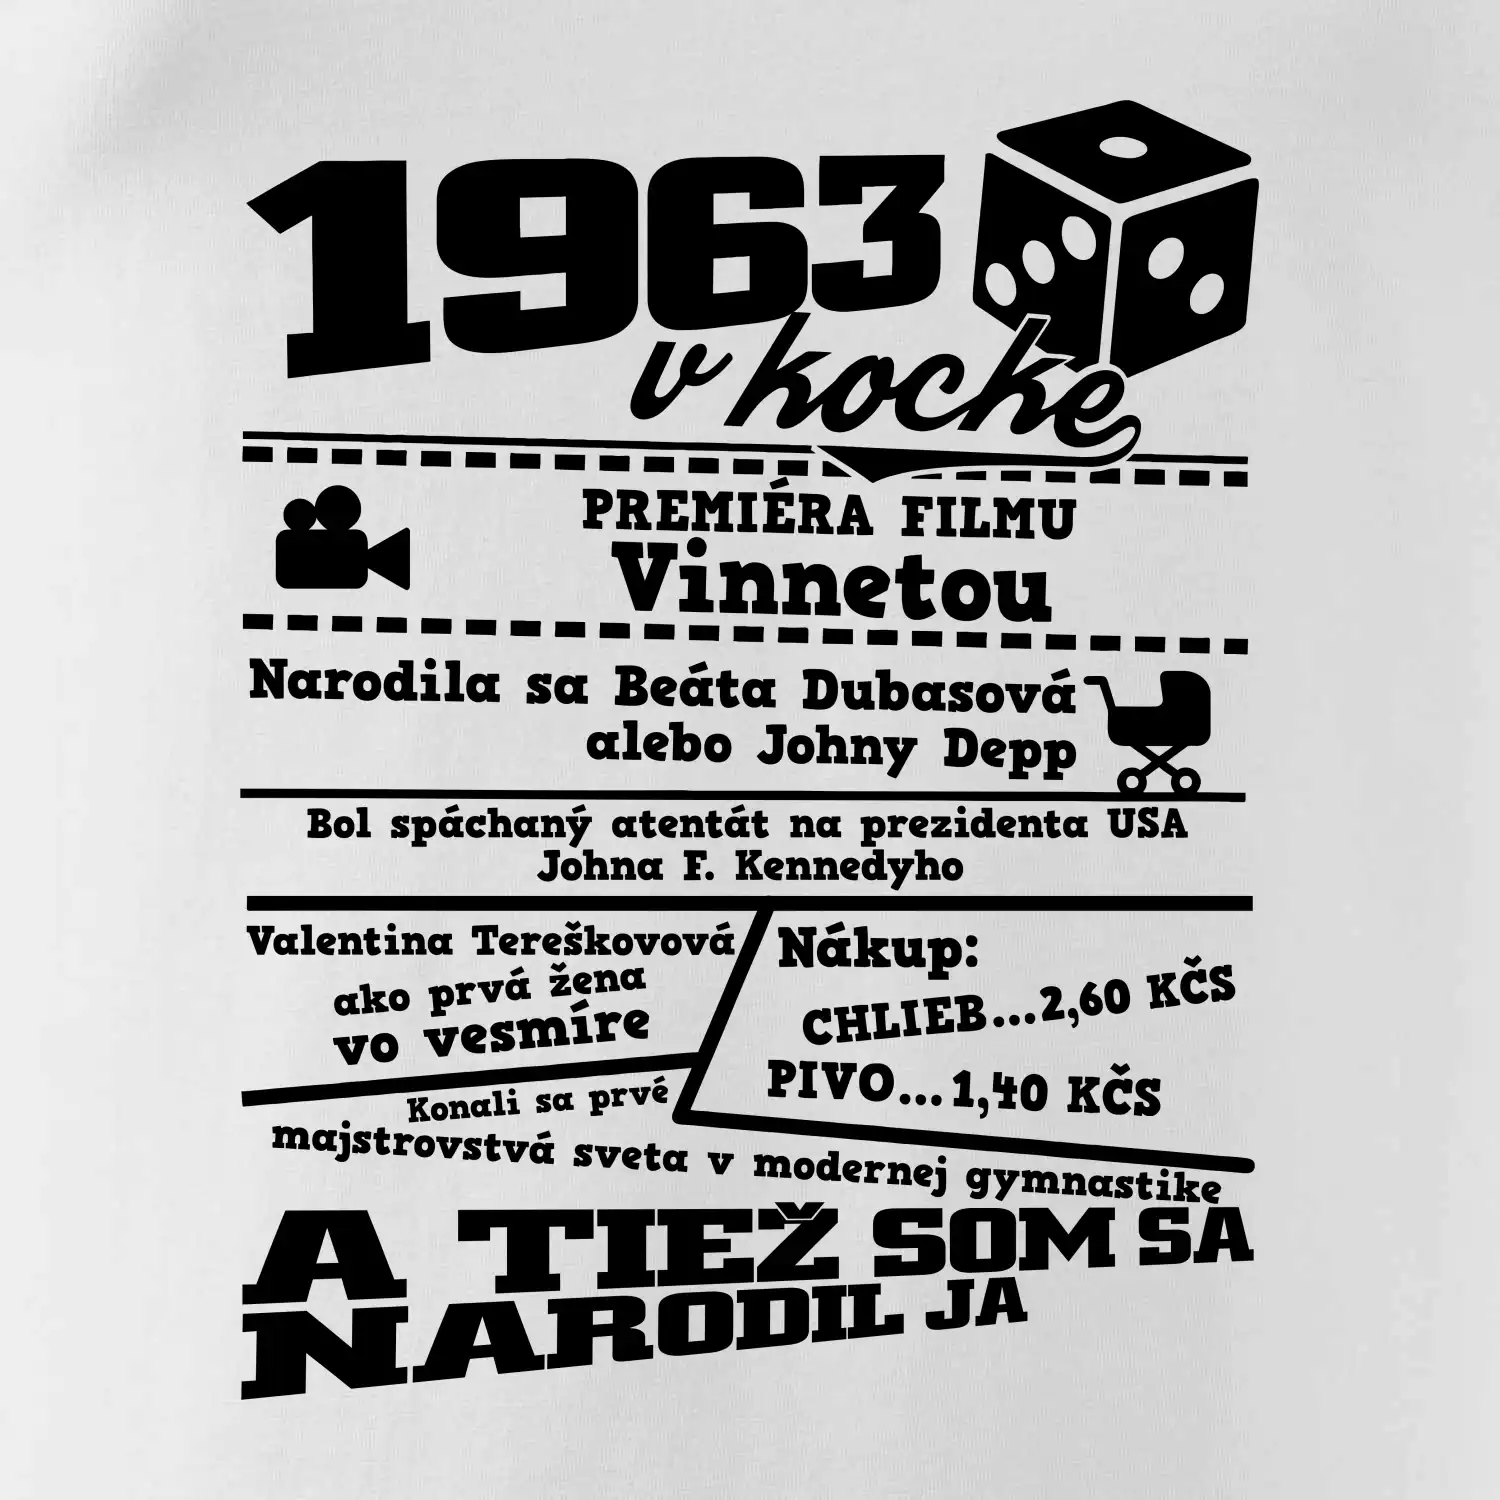 1963
v kocke
PREMIÉRA FILMU
Vinnetou
Narodila sa Beáta Dubasová
alebo Johny Depp
Bol spáchaný atentát na prezidenta USA
Johna F. Kennedyho
Valentina Tereškovová
ako prvá žena
vo vesmíre
Nákup:
CHLIEB...2,60 KČS
PIVO...1,40 KČS
Konali sa prvé
majstrovstvá sveta v modernej gymnastike
A TIEŽ SOM SA
NARODIL JA